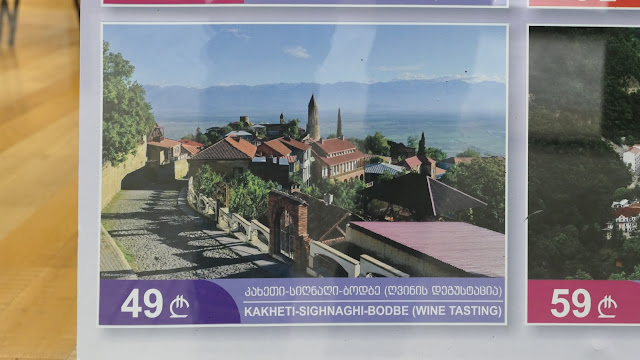 49 ₾
კახეთი-სიღნაღი-ბოდბე (ღვინის დეგუსტაცია)
KAKHETI-SIGHNAGHI-BODBE (WINE TASTING)
59 ₾